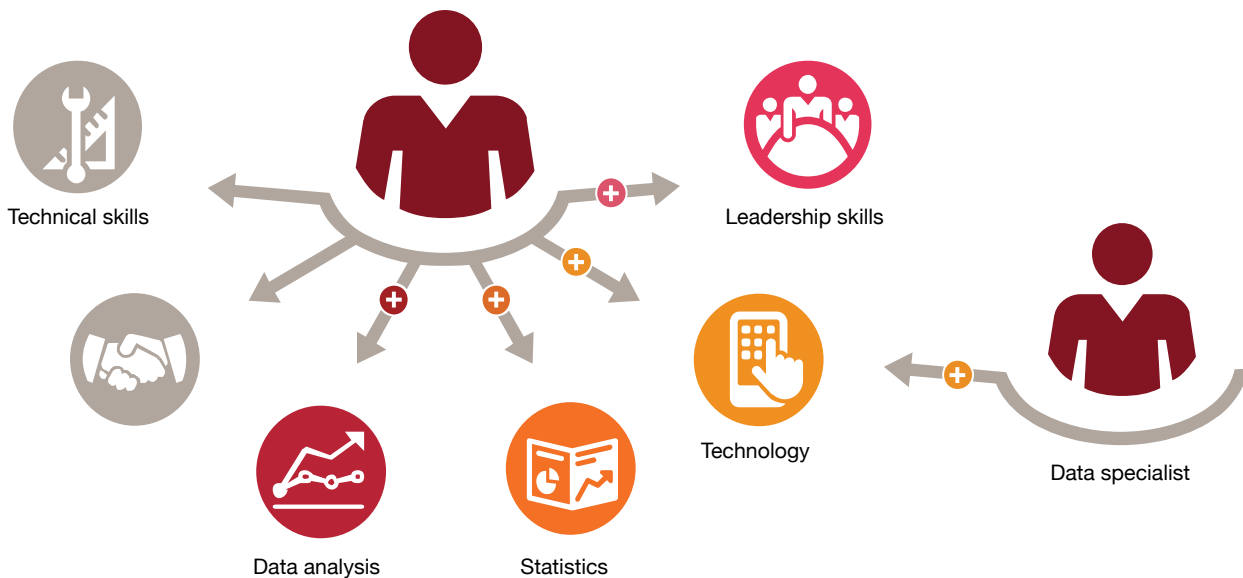 Technical skills
Leadership skills
Technology
Data specialist
Data analysis
Statistics